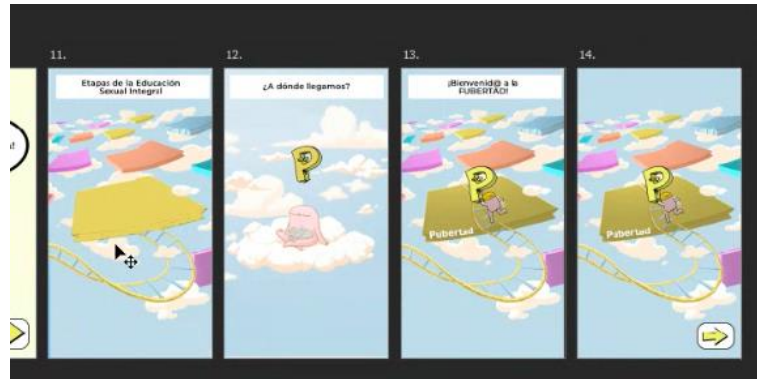 11.
12.
13.
14.
Etapas de la Educación
Sexual Integral
¿A dónde llegamos?
¡Bienvenid@ a la
PUBERTAD!
P
P
Pubertad
P
Pubertad